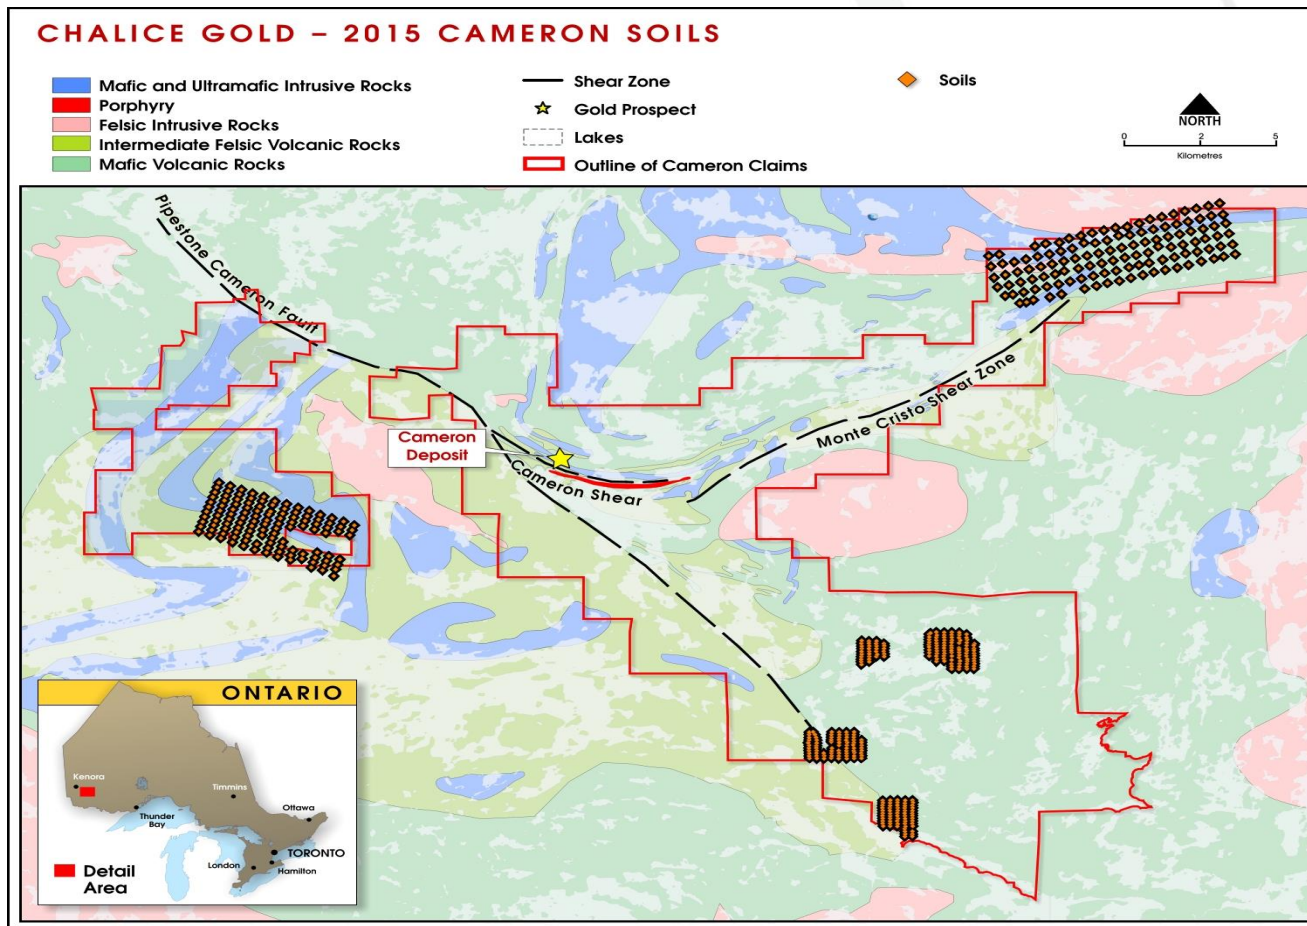 CHALICE GOLD – 2015 CAMERON SOILS
Mafic and Ultramafic Intrusive Rocks
Porphyry
Felsic Intrusive Rocks
Intermediate Felsic Volcanic Rocks
Mafic Volcanic Rocks
Shear Zone
Gold Prospect
Lakes
Outline of Cameron Claims
Soils
NORTH
0 2 5
Kilometres
Pipestone Cameron Fault
Monte Cristo Shear Zone
Cameron
Deposit
Cameron Shear
ONTARIO
Kenora
Timmins
Thunder
Bay
Ottawa
TORONTO
London
Hamilton
Detail
Area